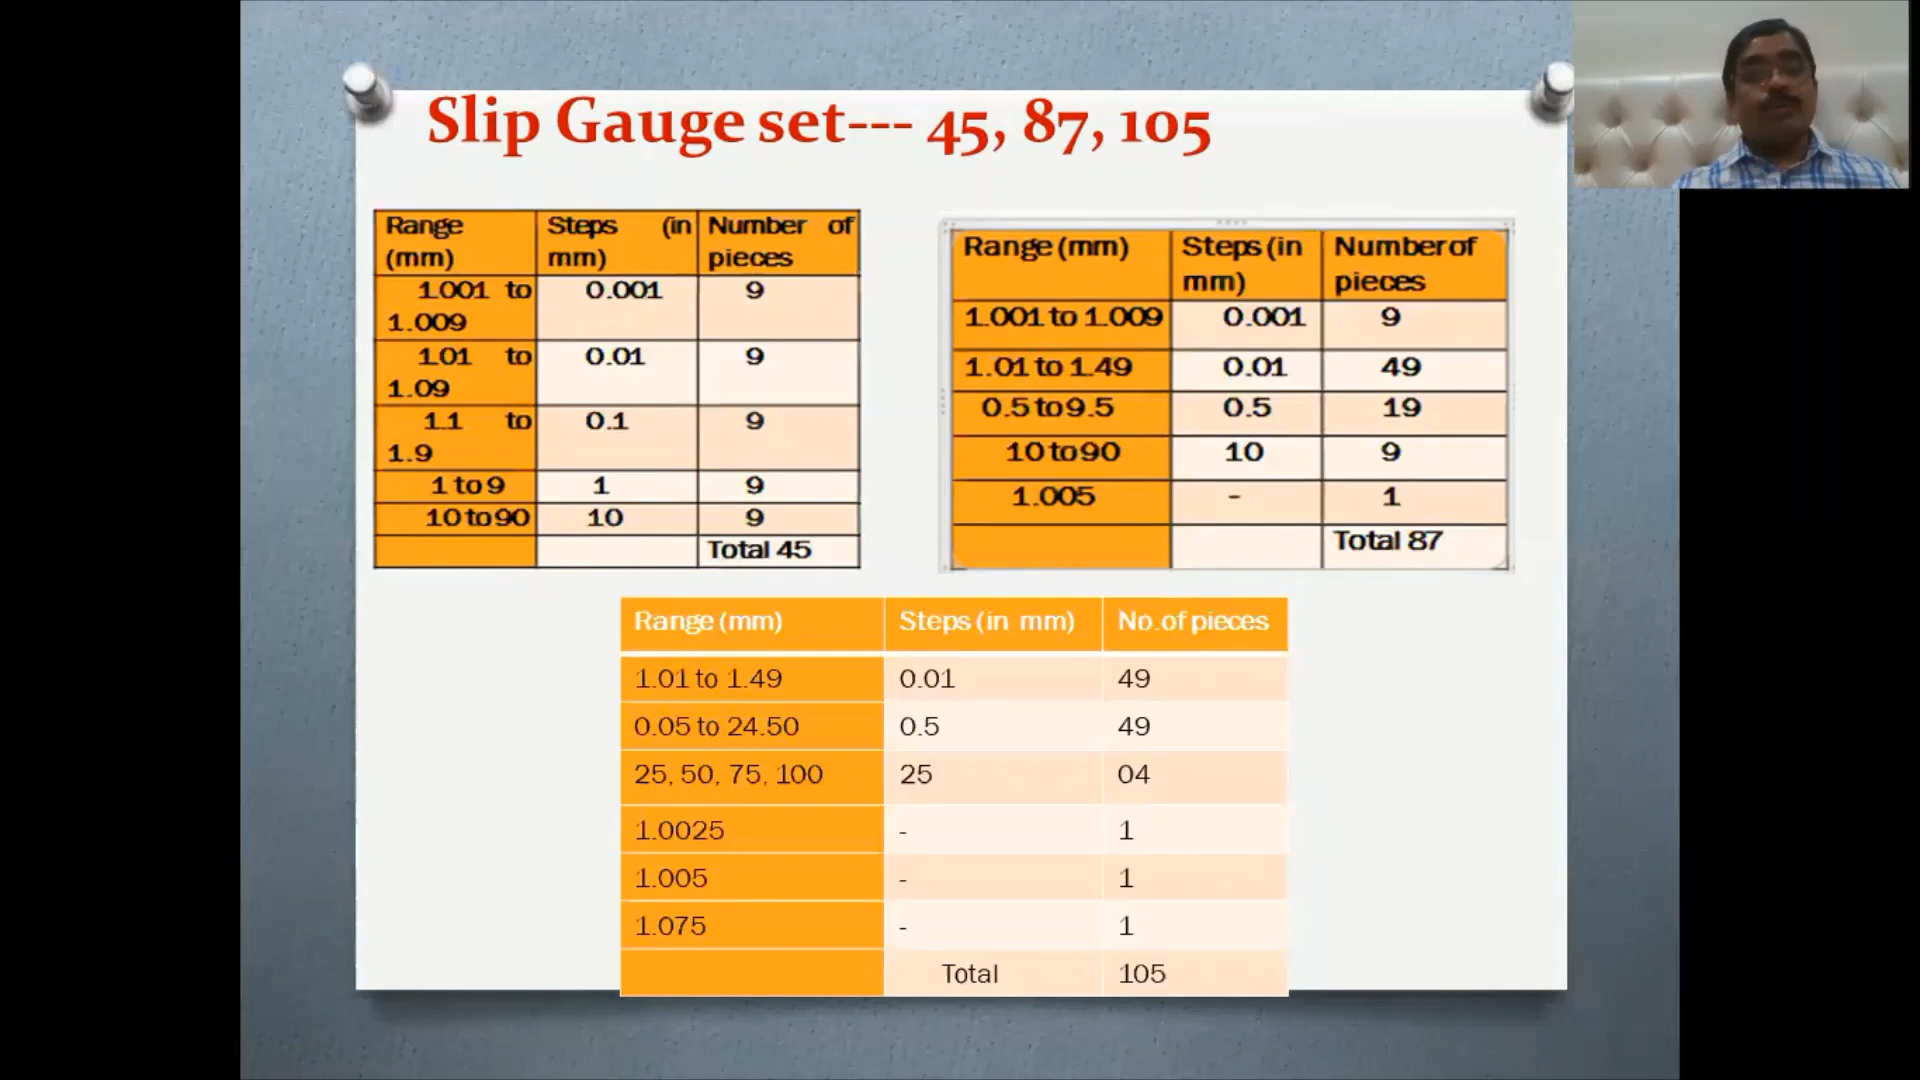 Slip Gauge set--- 45, 87, 105
Range (mm) Steps (in mm) Number of pieces
1.001 to 1.009 0.001 9
1.01 to 1.09 0.01 9
1.1 to 1.9 0.1 9
1 to 9 1 9
10 to 90 10 9
Total 45
Range (mm) Steps (in mm) Number of pieces
1.001 to 1.009 0.001 9
1.01 to 1.49 0.01 49
0.5 to 9.5 0.5 19
10 to 90 10 9
1.005 - 1
Total 87
Range (mm) Steps (in mm) No. of pieces
1.01 to 1.49 0.01 49
0.05 to 24.50 0.5 49
25, 50, 75, 100 25 04
1.0025 - 1
1.005 - 1
1.075 - 1
Total 105